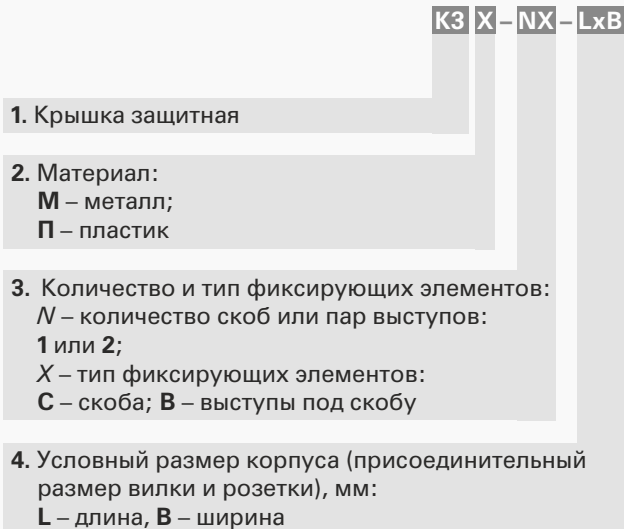 КЗ Х – NX – LxB
1. Крышка защитная
2. Материал:
М – металл;
П – пластик
3. Количество и тип фиксирующих элементов:
N – количество скоб или пар выступов:
1 или 2;
X – тип фиксирующих элементов:
С – скоба; В – выступы под скобу
4. Условный размер корпуса (присоединительный
размер вилки и розетки), мм:
L – длина, B – ширина